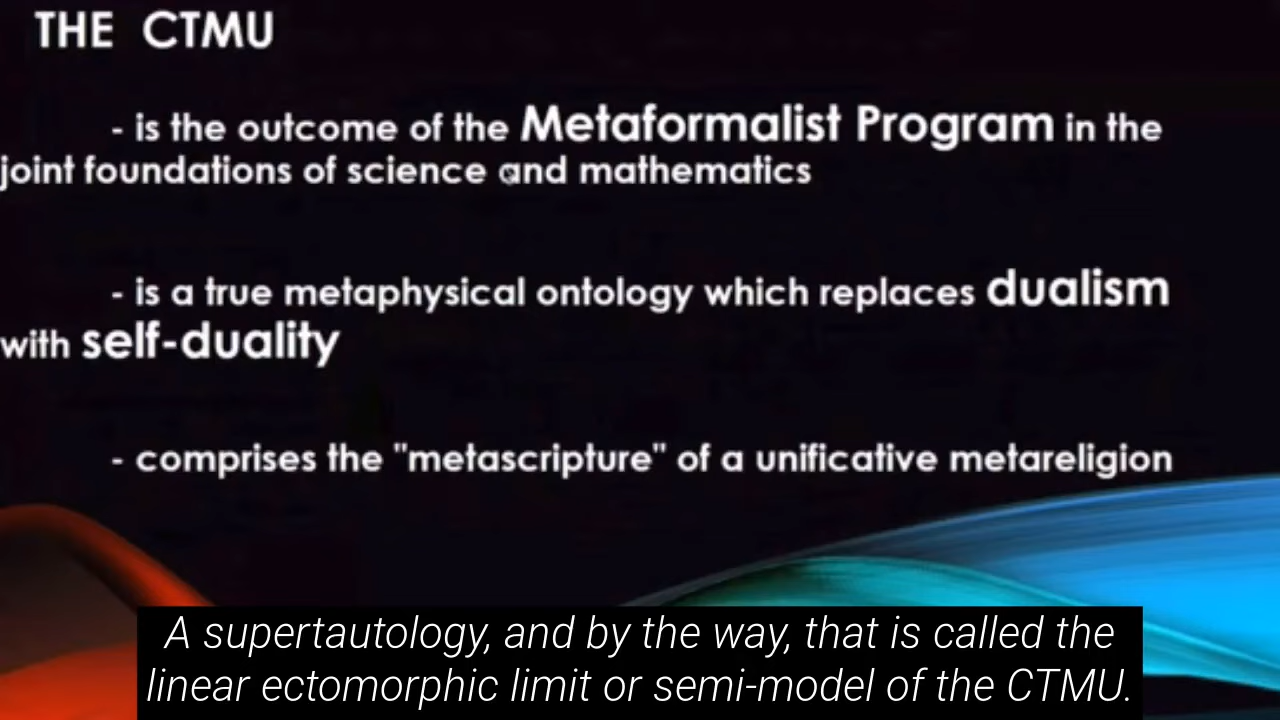 THE CTMU
- is the outcome of the Metaformalist Program in the
joint foundations of science and mathematics
- is a true metaphysical ontology which replaces dualism
with self-duality
- comprises the "metascripture" of a unificative metareligion
A supertautology, and by the way, that is called the
linear ectomorphic limit or semi-model of the CTMU.